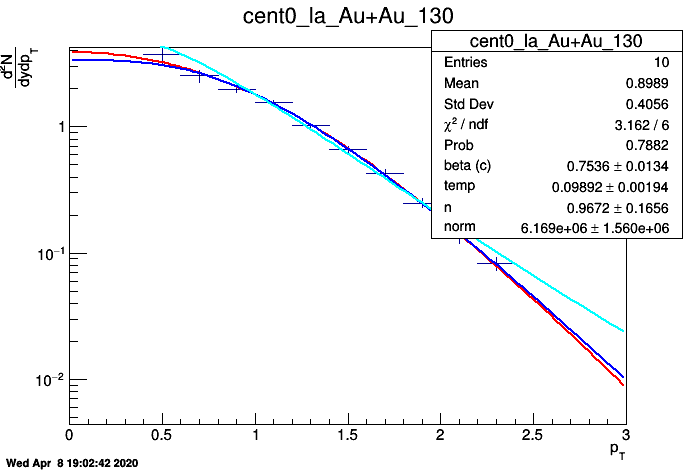 cent0_la_Au+Au_130
d²N
dydp_T
cent0_la_Au+Au_130
Entries 10
Mean 0.8989
Std Dev 0.4056
χ² / ndf 3.162 / 6
Prob 0.7882
beta (c) 0.7536 ± 0.0134
temp 0.09892 ± 0.00194
n 0.9672 ± 0.1656
norm 6.169e+06 ± 1.560e+06
1
10⁻¹
10⁻²
0 0.5 1 1.5 2 2.5 3
p_T
Wed Apr 8 19:02:42 2020